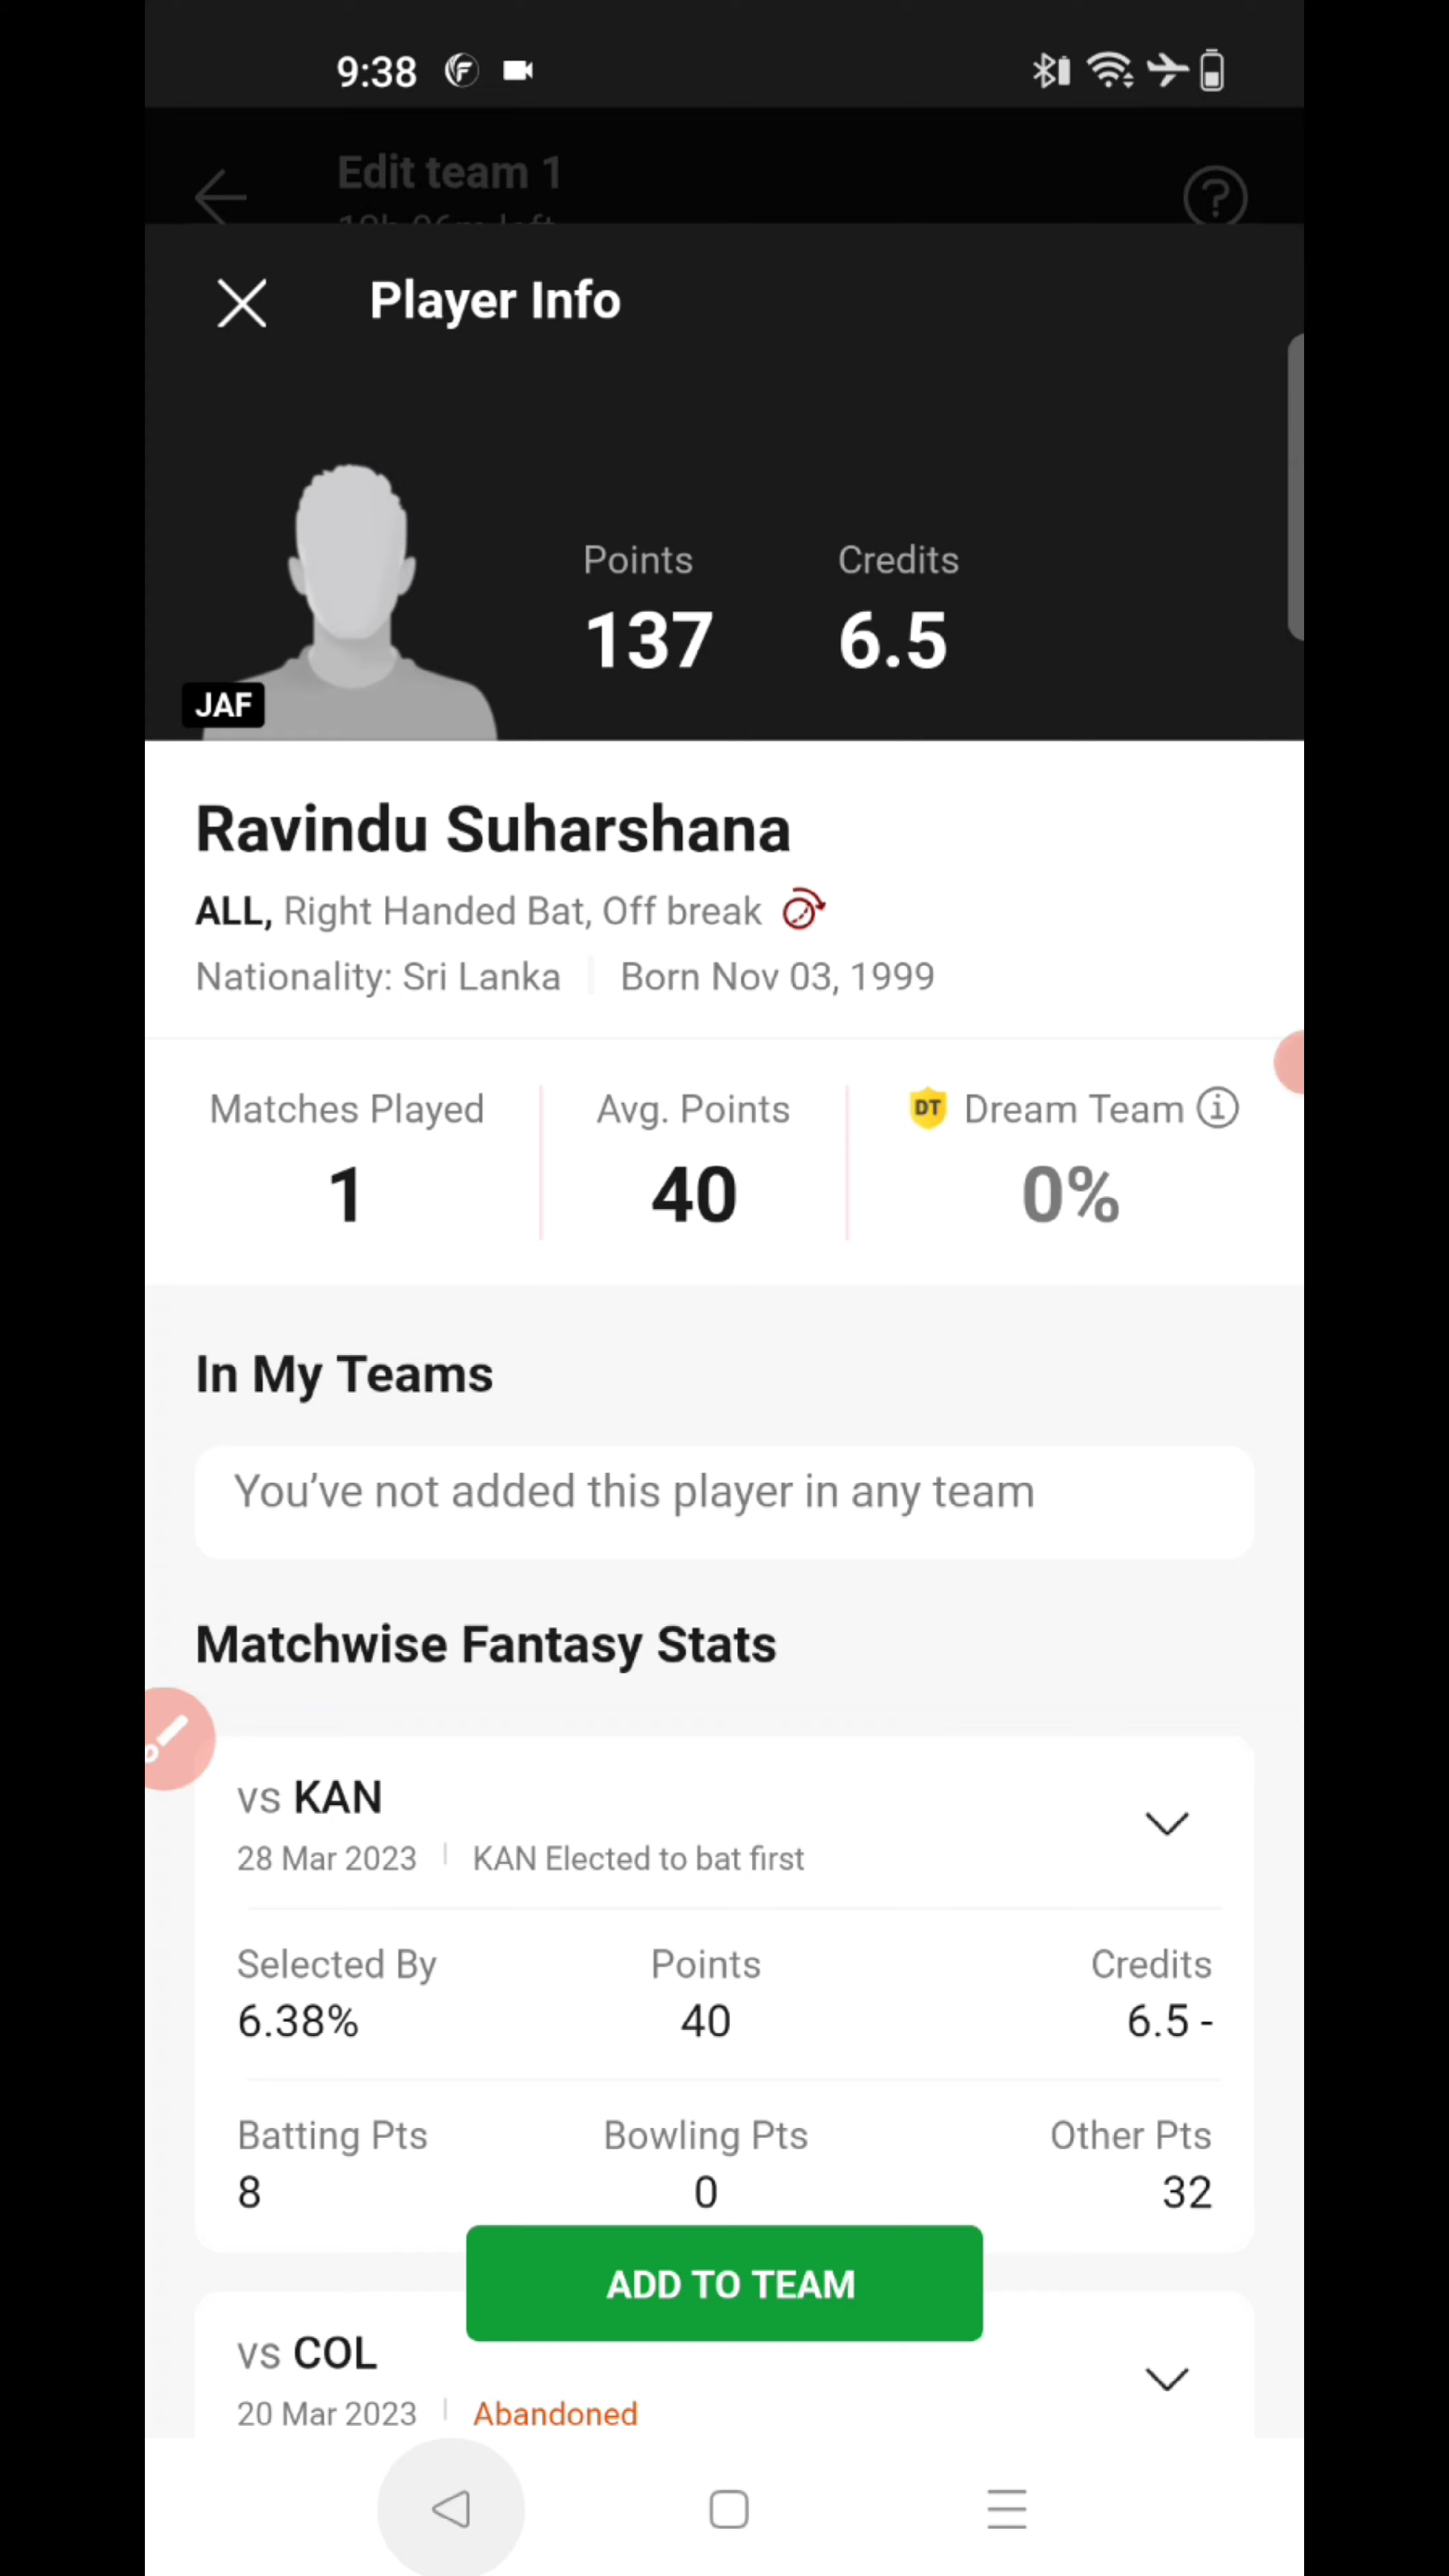 9:38
Edit team 1
Player Info
Points Credits
137 6.5
JAF
Ravindu Suharshana
ALL, Right Handed Bat, Off break
Nationality: Sri Lanka Born Nov 03, 1999
Matches Played Avg. Points DT Dream Team
1 40 0%
In My Teams
You’ve not added this player in any team
Matchwise Fantasy Stats
vs KAN
28 Mar 2023 KAN Elected to bat first
Selected By Points Credits
6.38% 40 6.5 -
Batting Pts Bowling Pts Other Pts
8 0 32
ADD TO TEAM
vs COL
20 Mar 2023 Abandoned